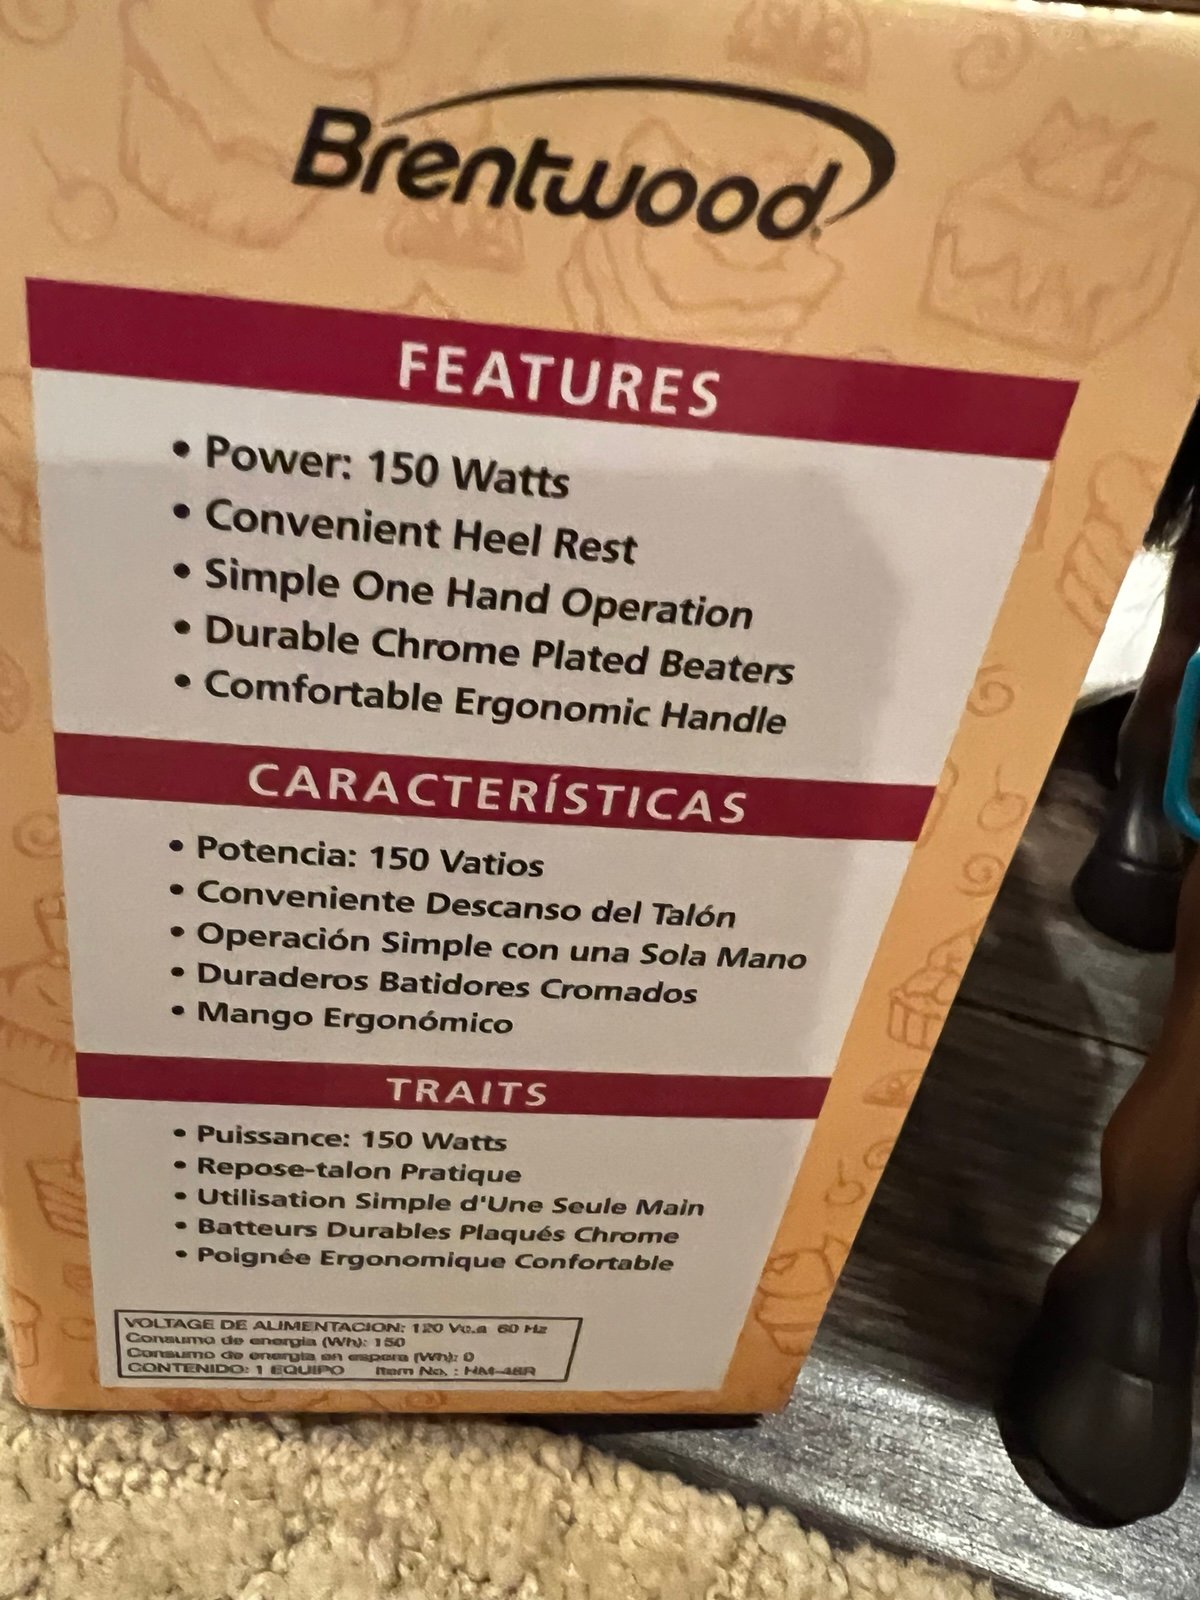 Brentwood
FEATURES
• Power: 150 Watts
• Convenient Heel Rest
• Simple One Hand Operation
• Durable Chrome Plated Beaters
• Comfortable Ergonomic Handle
CARACTERÍSTICAS
• Potencia: 150 Vatios
• Conveniente Descanso del Talón
• Operación Simple con una Sola Mano
• Duraderos Batidores Cromados
• Mango Ergonómico
TRAITS
• Puissance: 150 Watts
• Repose-talon Pratique
• Utilisation Simple d'Une Seule Main
• Batteurs Durables Plaqués Chrome
• Poignée Ergonomique Confortable
VOLTAGE DE ALIMENTACION: 120 Vc.a 60 Hz
Consumo de energia (Wh): 150
Consumo de energia en espera (Wh): 0
CONTENIDO: 1 EQUIPO Item No. :